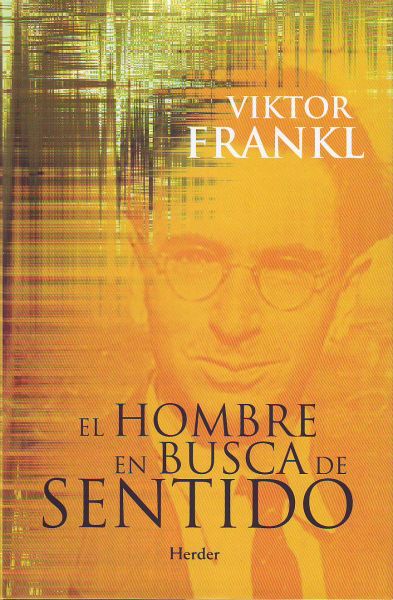 VIKTOR
FRANKL
EL HOMBRE
EN BUSCA DE
SENTIDO
Herder